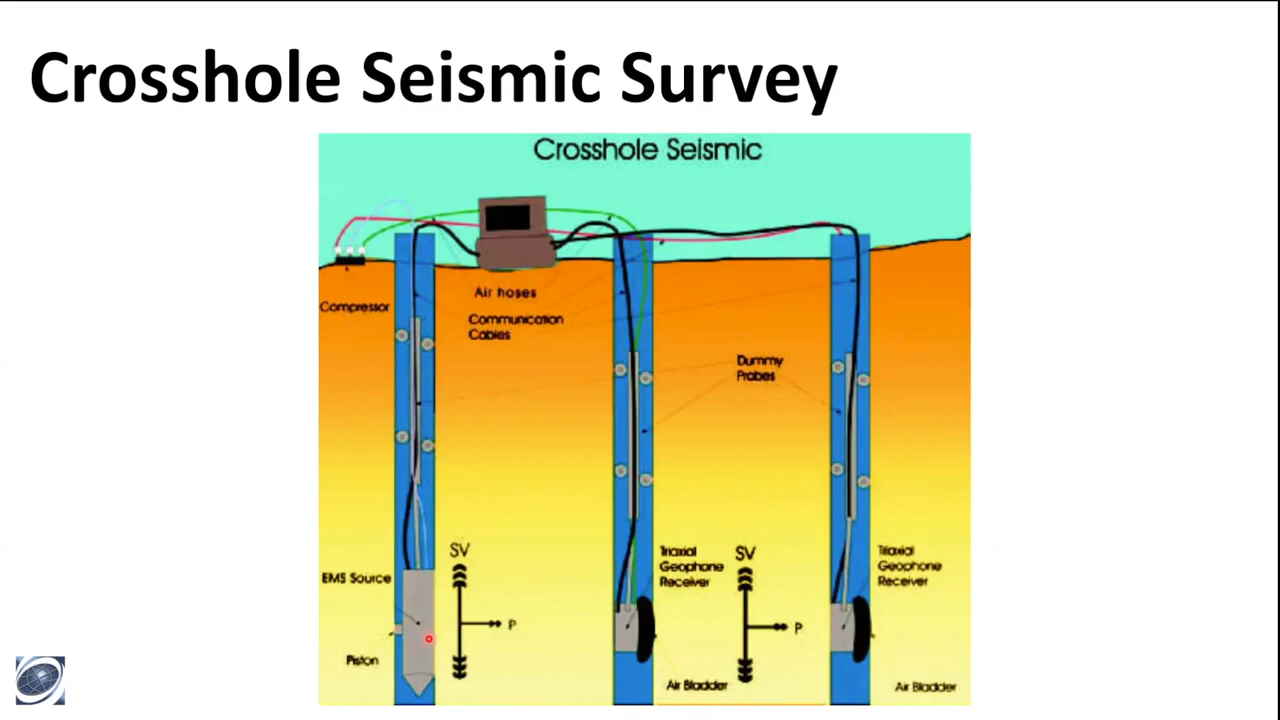 Crosshole Seismic Survey
Crosshole Seismic
Compressor
Air hoses
Communication
Cables
Dummy
Probes
EMS Source
Piston
SV
P
Triaxial
Geophone
Receiver
Air Bladder
SV
P
Triaxial
Geophone
Receiver
Air Bladder